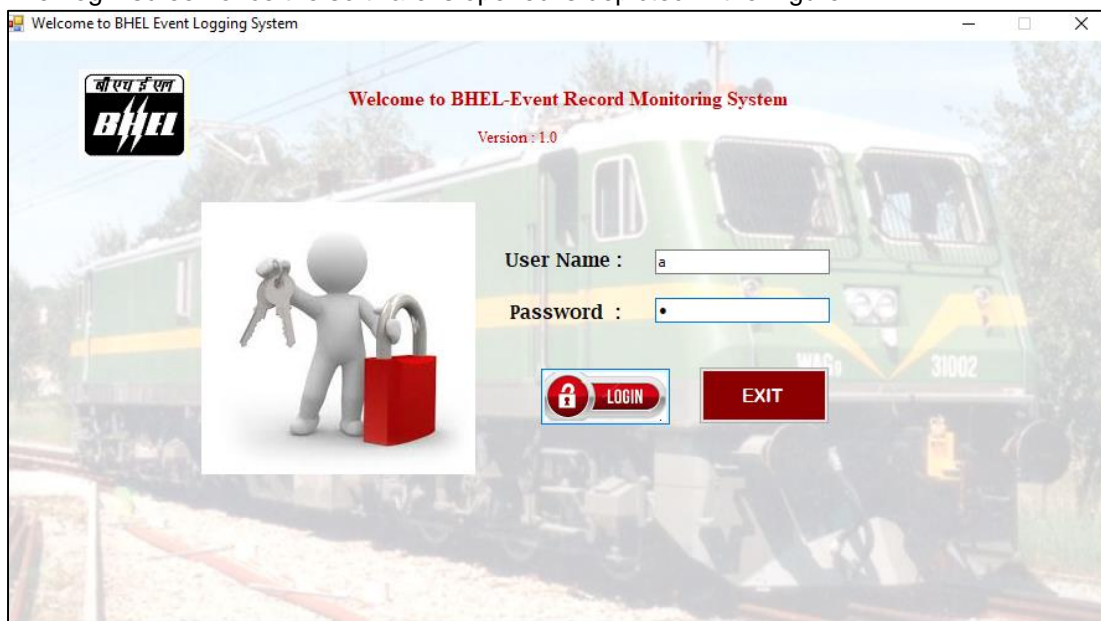 Welcome to BHEL Event Logging System
बी एच ई एल
BHEL
Welcome to BHEL-Event Record Monitoring System
Version : 1.0
User Name :
a
Password :
LOGIN
EXIT
WAG9 31002